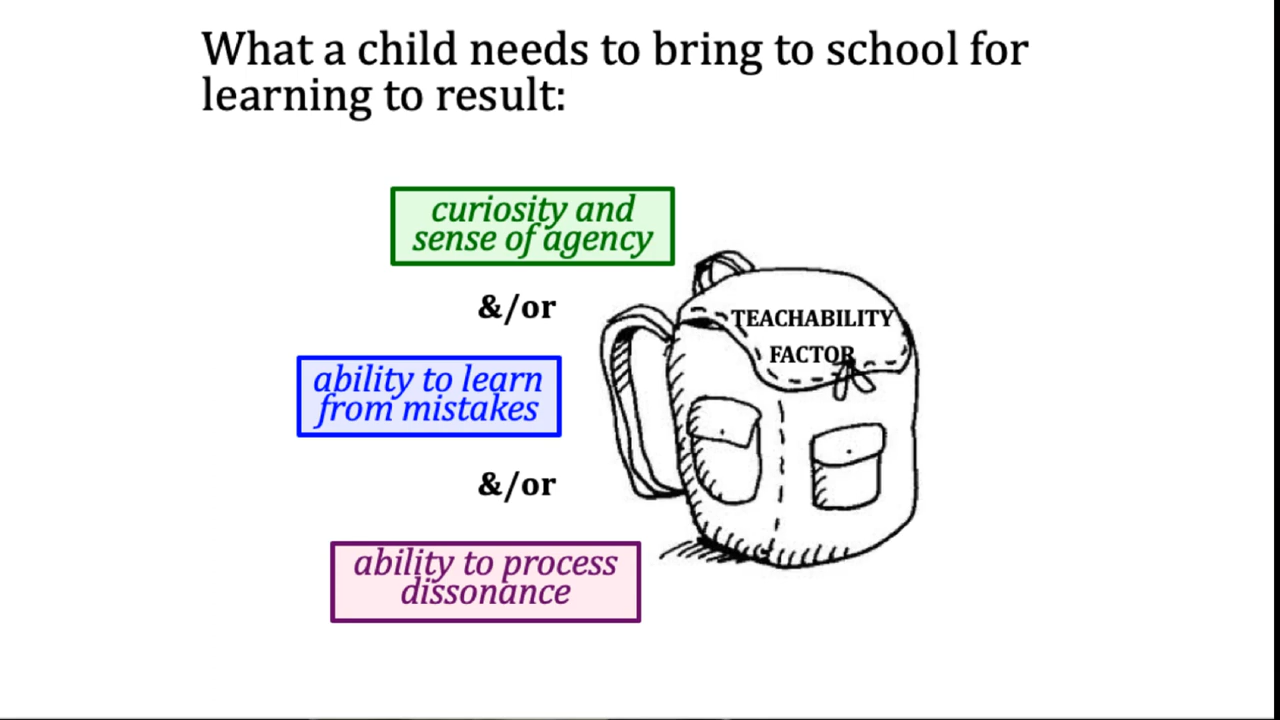 What a child needs to bring to school for
learning to result:
curiosity and
sense of agency
&/or
TEACHABILITY
FACTOR
ability to learn
from mistakes
&/or
ability to process
dissonance